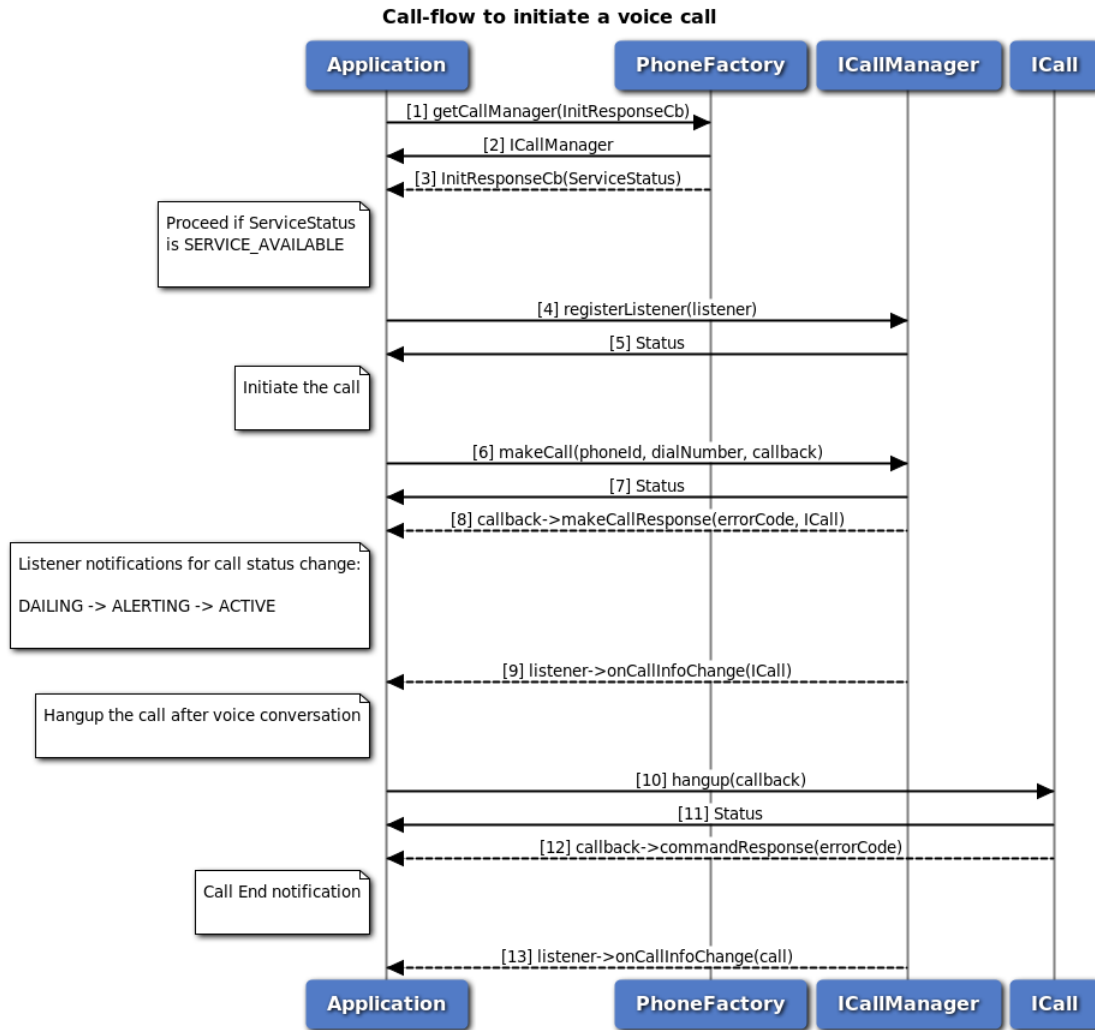 Call-flow to initiate a voice call
Application PhoneFactory ICallManager ICall
[1] getCallManager(InitResponseCb)
[2] ICallManager
[3] InitResponseCb(ServiceStatus)
Proceed if ServiceStatus
is SERVICE_AVAILABLE
[4] registerListener(listener)
[5] Status
Initiate the call
[6] makeCall(phoneId, dialNumber, callback)
[7] Status
[8] callback->makeCallResponse(errorCode, ICall)
Listener notifications for call status change:
DAILING -> ALERTING -> ACTIVE
[9] listener->onCallInfoChange(ICall)
Hangup the call after voice conversation
[10] hangup(callback)
[11] Status
[12] callback->commandResponse(errorCode)
Call End notification
[13] listener->onCallInfoChange(call)
Application PhoneFactory ICallManager ICall